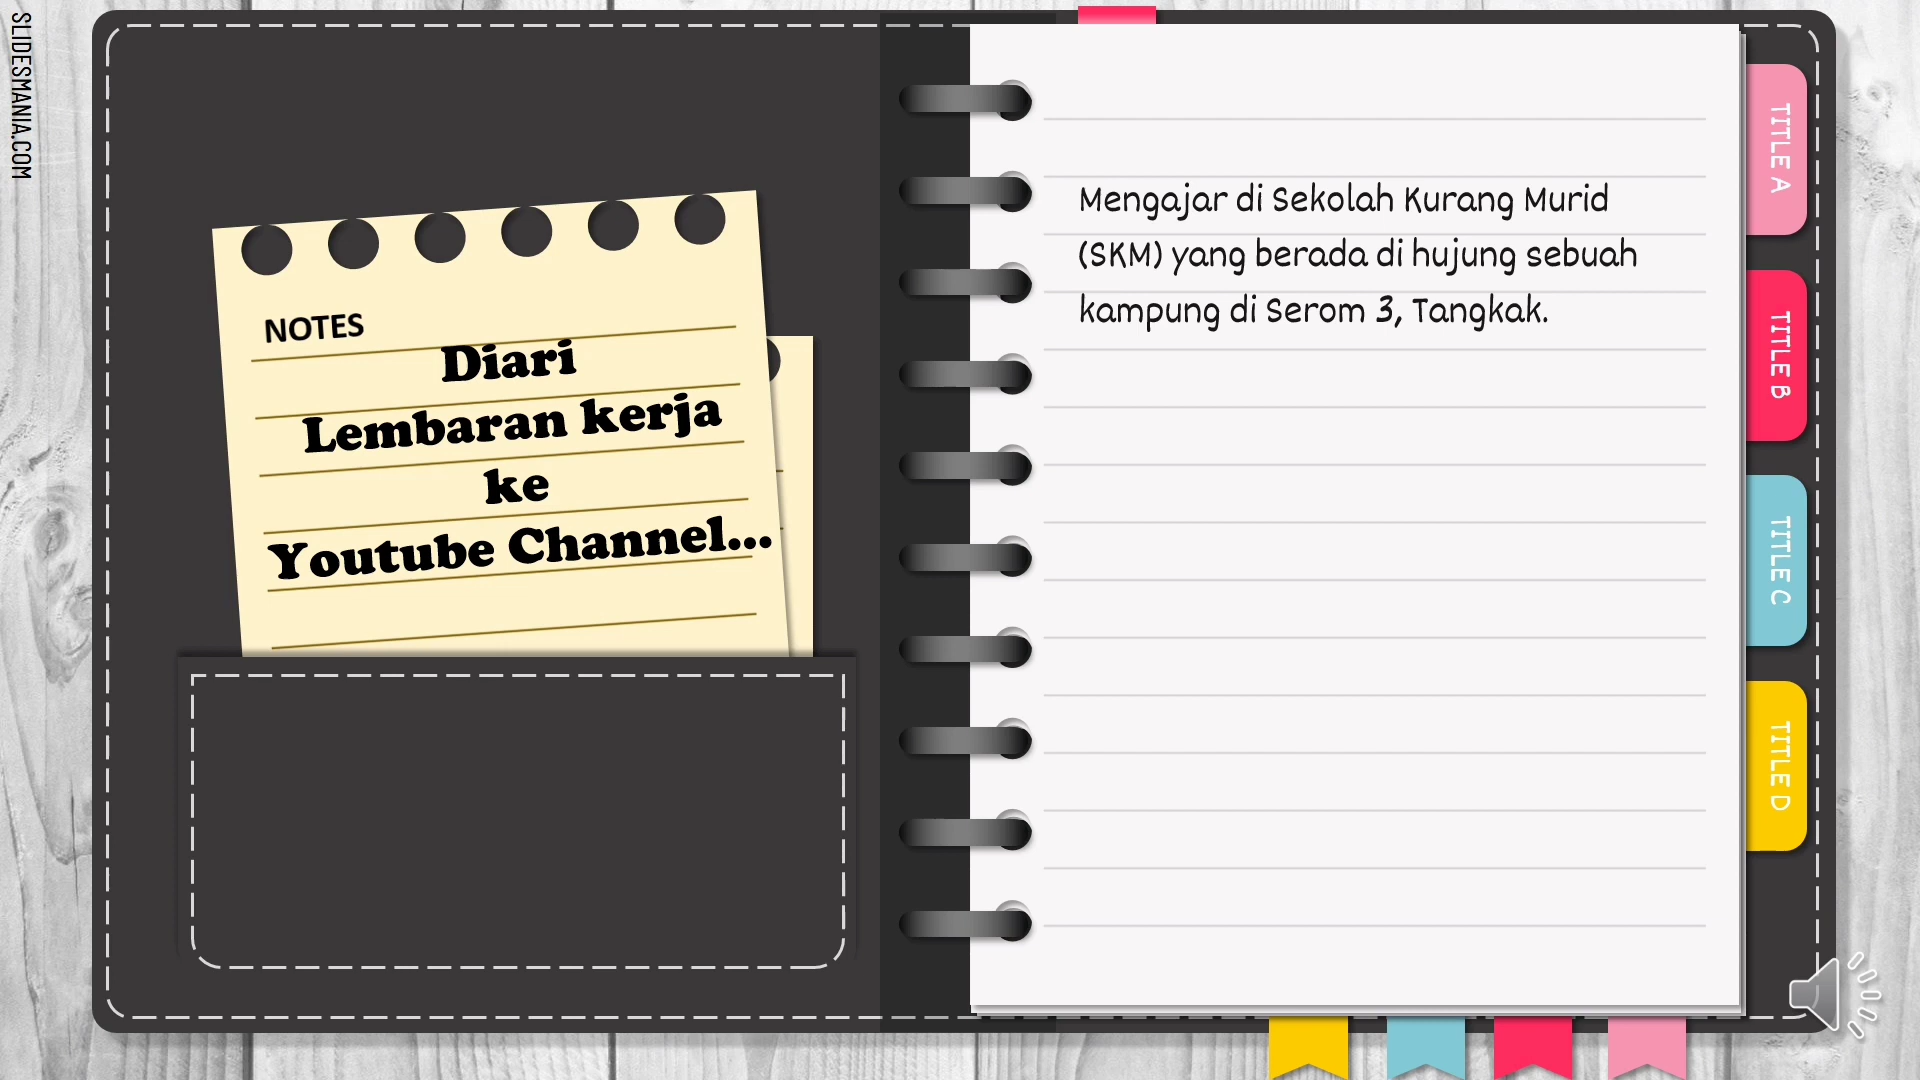 SLIDESMANIA.COM
NOTES
Diari
Lembaran kerja
ke
Youtube Channel...
Mengajar di Sekolah Kurang Murid
(SKM) yang berada di hujung sebuah
kampung di Serom 3, Tangkak.
TITLE A
TITLE B
TITLE C
TITLE D